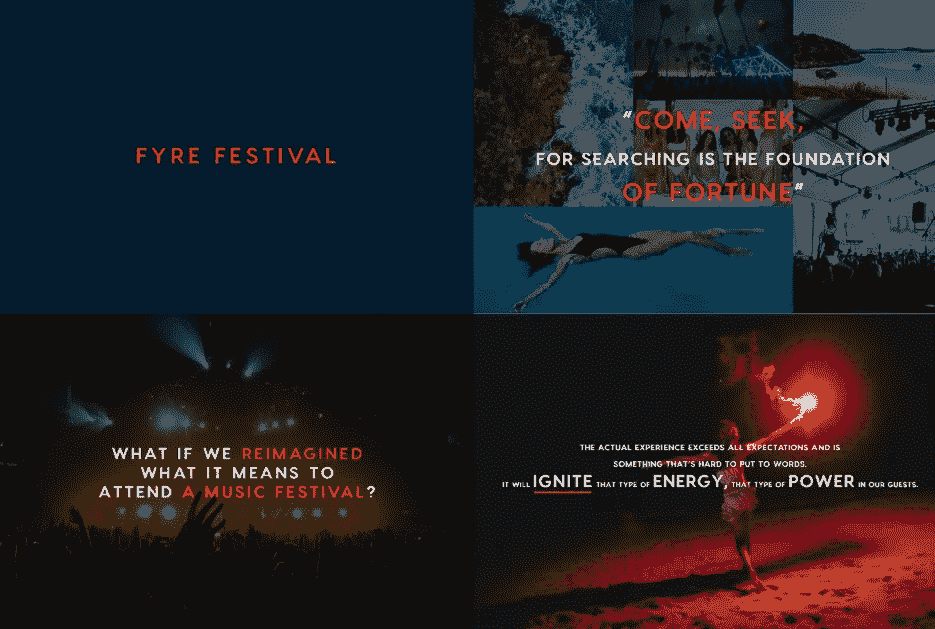 FYRE FESTIVAL
"COME, SEEK,
FOR SEARCHING IS THE FOUNDATION
OF FORTUNE"
WHAT IF WE REIMAGINED
WHAT IT MEANS TO
ATTEND A MUSIC FESTIVAL?
THE ACTUAL EXPERIENCE EXCEEDS ALL EXPECTATIONS AND IS
SOMETHING THAT'S HARD TO PUT TO WORDS.
IT WILL IGNITE THAT TYPE OF ENERGY, THAT TYPE OF POWER IN OUR GUESTS.